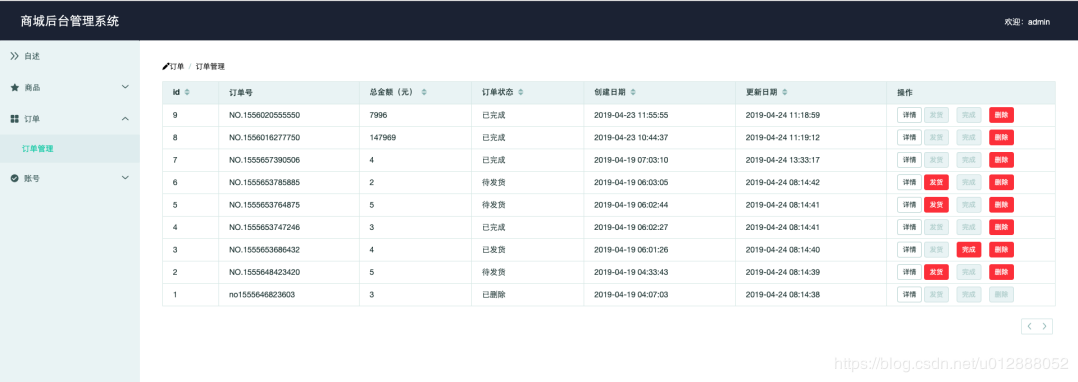 商城后台管理系统
欢迎：admin
自述
商品
订单
订单管理
账号
订单 / 订单管理
id 订单号 总金额（元） 订单状态 创建日期 更新日期 操作
9 NO.1556020555550 7996 已完成 2019-04-23 11:55:55 2019-04-24 11:18:59 详情 发货 完成 删除
8 NO.1556016277750 147969 已完成 2019-04-23 10:44:37 2019-04-24 11:19:12 详情 发货 完成 删除
7 NO.1555657390506 4 已完成 2019-04-19 07:03:10 2019-04-24 13:33:17 详情 发货 完成 删除
6 NO.1555653785885 2 待发货 2019-04-19 06:03:05 2019-04-24 08:14:42 详情 发货 完成 删除
5 NO.1555653764875 5 待发货 2019-04-19 06:02:44 2019-04-24 08:14:41 详情 发货 完成 删除
4 NO.1555653747246 3 已完成 2019-04-19 06:02:27 2019-04-24 08:14:41 详情 发货 完成 删除
3 NO.1555653686432 4 已发货 2019-04-19 06:01:26 2019-04-24 08:14:40 详情 发货 完成 删除
2 NO.1555648423420 5 待发货 2019-04-19 04:33:43 2019-04-24 08:14:39 详情 发货 完成 删除
1 no1555646823603 3 已删除 2019-04-19 04:07:03 2019-04-24 08:14:38 详情 发货 完成 删除
https://blog.csdn.net/u012888052